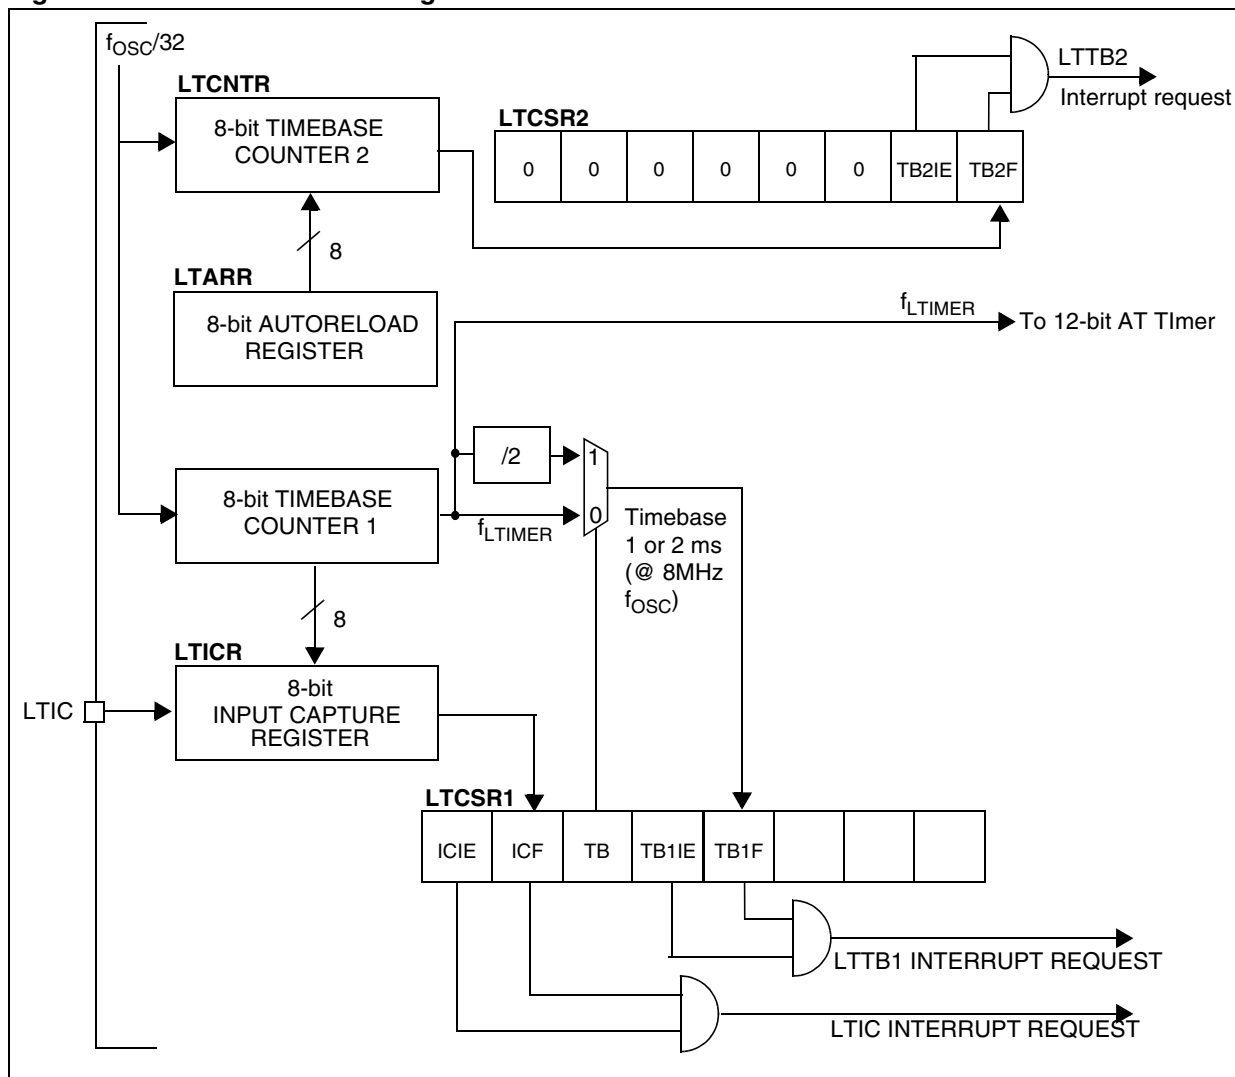 fOSC/32
LTCNTR
8-bit TIMEBASE
COUNTER 2
8
LTARR
8-bit AUTORELOAD
REGISTER
LTCSR2
0 0 0 0 0 0 TB2IE TB2F
LTTB2
Interrupt request
fLTIMER
To 12-bit AT TImer
/2
1
0
8-bit TIMEBASE
COUNTER 1
fLTIMER
Timebase
1 or 2 ms
(@ 8MHz
fOSC)
8
LTICR
LTIC
8-bit
INPUT CAPTURE
REGISTER
LTCSR1
ICIE ICF TB TB1IE TB1F
LTTB1 INTERRUPT REQUEST
LTIC INTERRUPT REQUEST